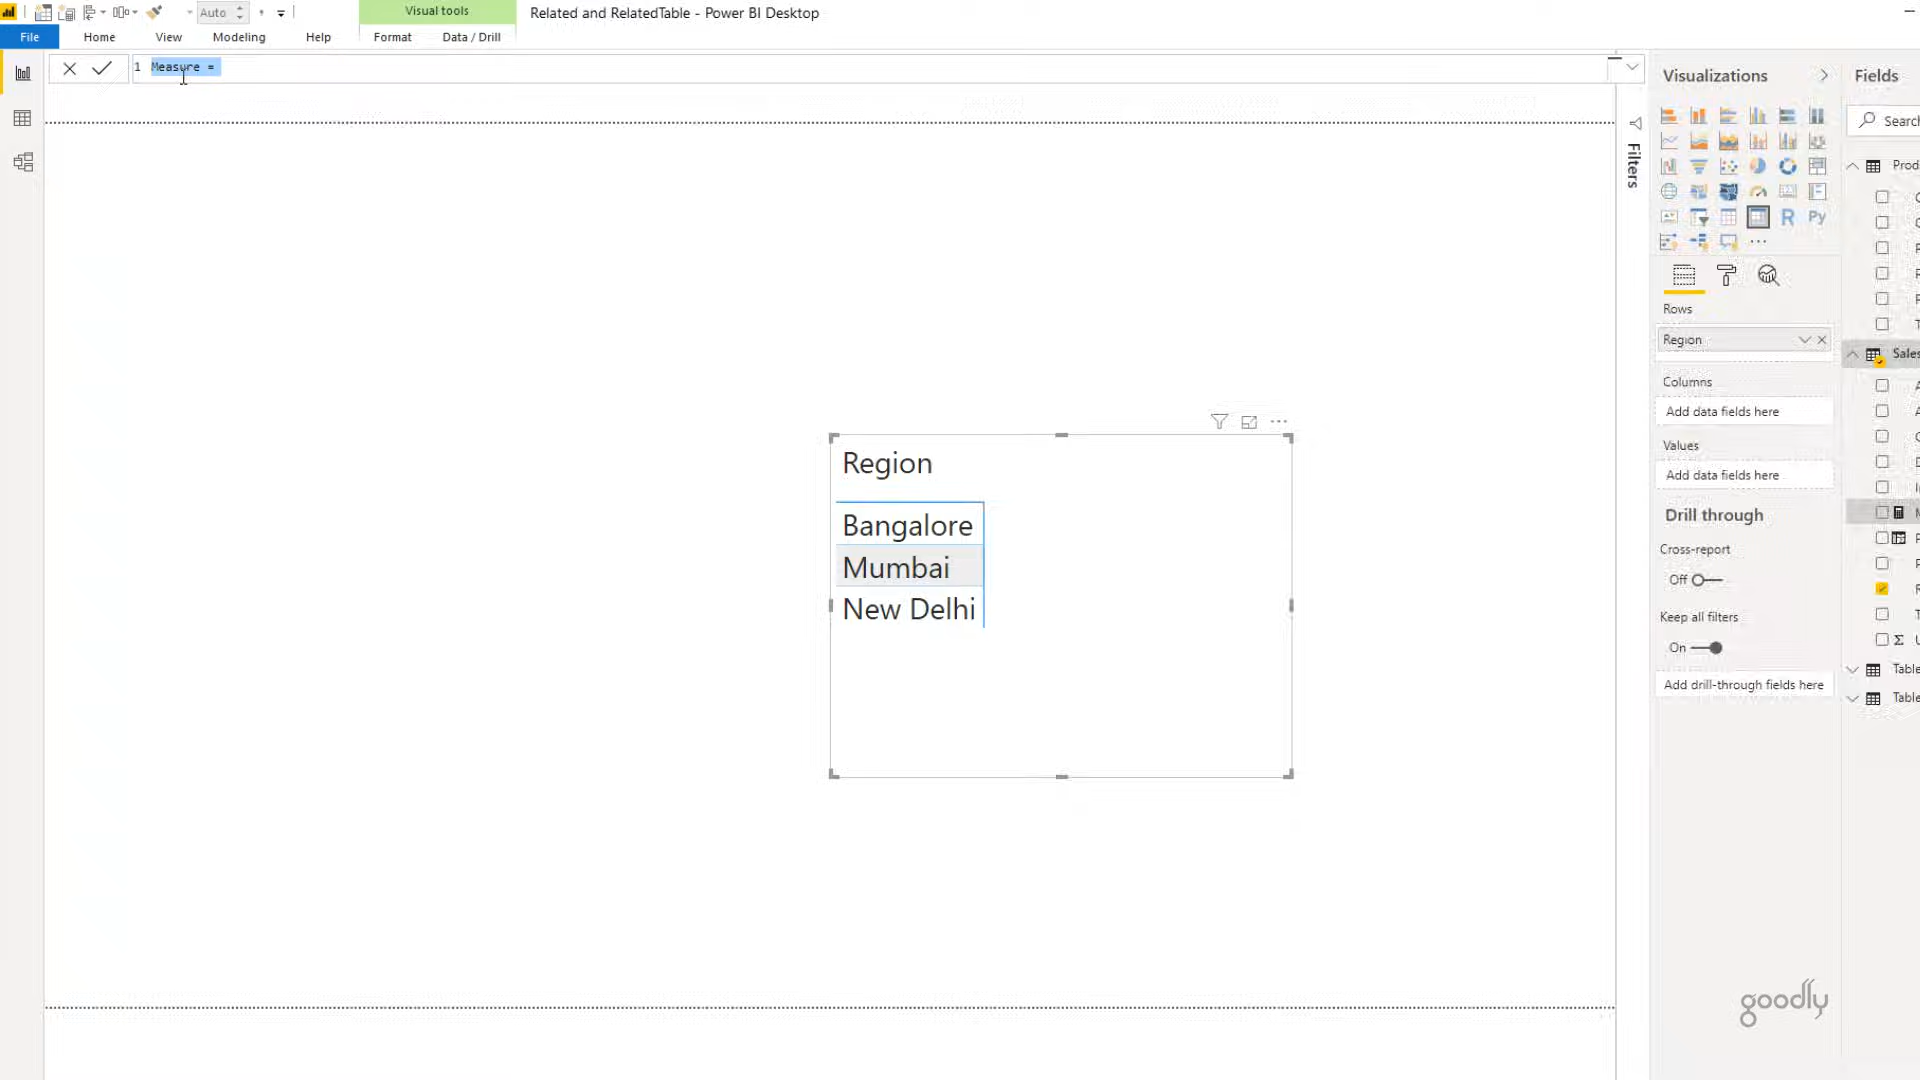 Auto
Visual tools
Related and RelatedTable - Power BI Desktop
File
Home
View
Modeling
Help
Format
Data / Drill
1 Measure =
Visualizations
Fields
Search
Filters
Prod
R
Py
Rows
Region
Sales
Columns
Add data fields here
Values
Add data fields here
Drill through
Cross-report
Off
Keep all filters
On
Add drill-through fields here
Table
Table
Region
Bangalore
Mumbai
New Delhi
goodly